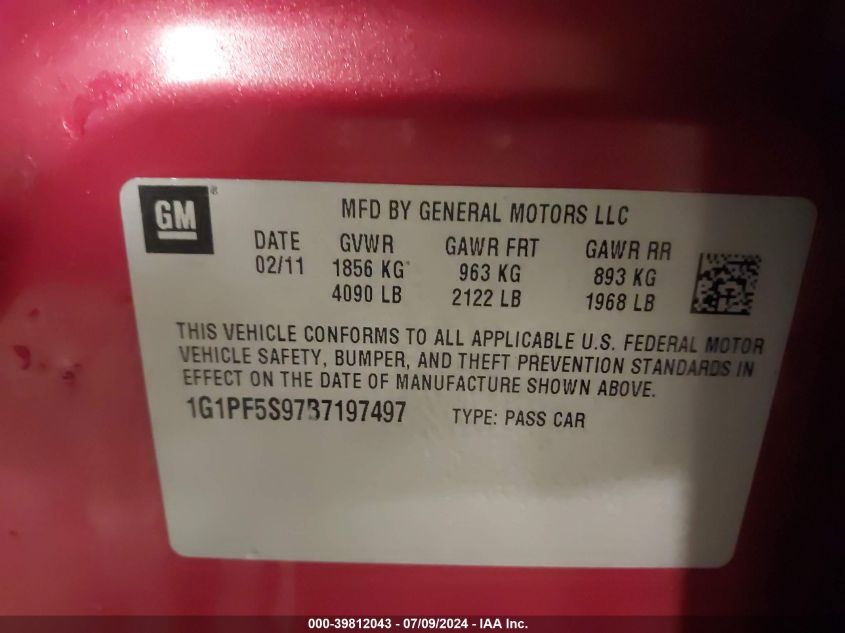 GM®
MFD BY GENERAL MOTORS LLC
DATE GVWR GAWR FRT GAWR RR
02/11 1856 KG 963 KG 893 KG
4090 LB 2122 LB 1968 LB
THIS VEHICLE CONFORMS TO ALL APPLICABLE U.S. FEDERAL MOTOR
VEHICLE SAFETY, BUMPER, AND THEFT PREVENTION STANDARDS IN
EFFECT ON THE DATE OF MANUFACTURE SHOWN ABOVE.
1G1PF5S97B7197497 TYPE: PASS CAR
000-39812043 - 07/09/2024 - IAA Inc.